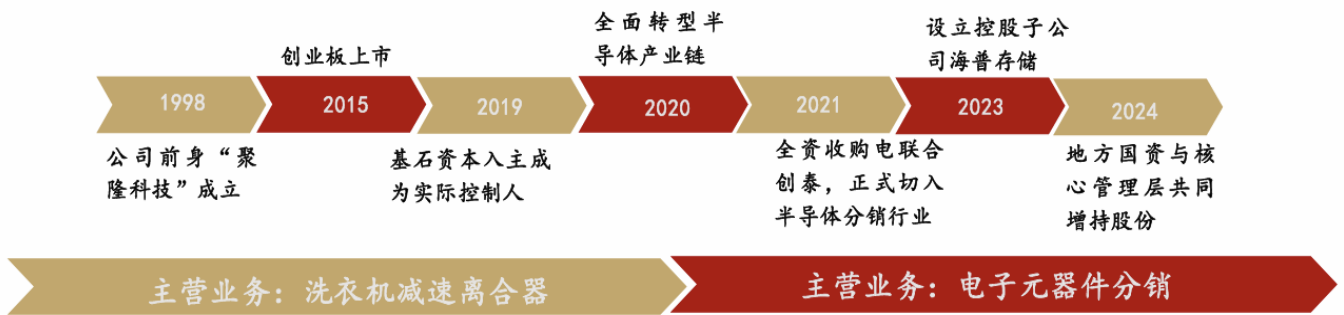 创业板上市
全面转型半
导体产业链
设立控股子公
司海普存储
1998
2015
2019
2020
2021
2023
2024
公司前身“聚
隆科技”成立
基石资本入主成
为实际控制人
全资收购电联合
创泰，正式切入
半导体分销行业
地方国资与核
心管理层共同
增持股份
主营业务：洗衣机减速离合器
主营业务：电子元器件分销